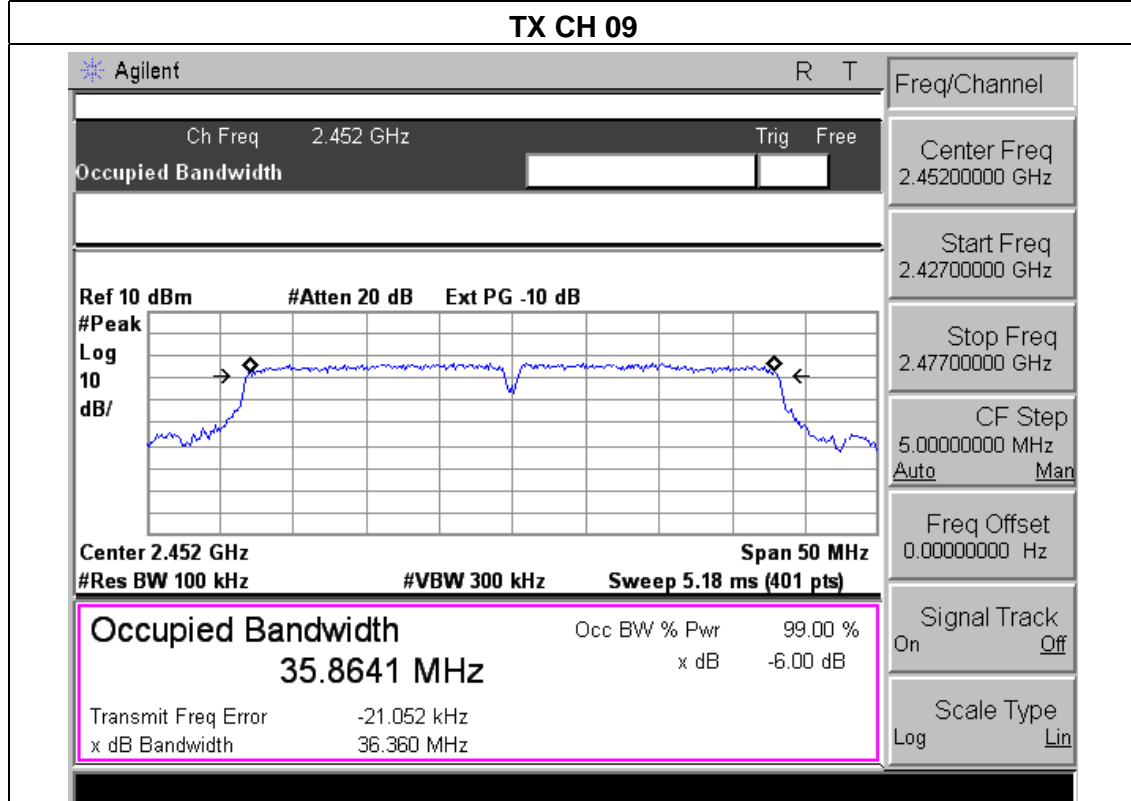 TX CH 09
Agilent R T
Ch Freq 2.452 GHz Trig Free
Occupied Bandwidth
Ref 10 dBm #Atten 20 dB Ext PG -10 dB
#Peak
Log
10
dB/
Center 2.452 GHz Span 50 MHz
#Res BW 100 kHz #VBW 300 kHz Sweep 5.18 ms (401 pts)
Occupied Bandwidth Occ BW % Pwr 99.00 %
35.8641 MHz x dB -6.00 dB
Transmit Freq Error -21.052 kHz
x dB Bandwidth 36.360 MHz
Freq/Channel
Center Freq
2.45200000 GHz
Start Freq
2.42700000 GHz
Stop Freq
2.47700000 GHz
CF Step
5.00000000 MHz
Auto Man
Freq Offset
0.00000000 Hz
Signal Track
On Off
Scale Type
Log Lin